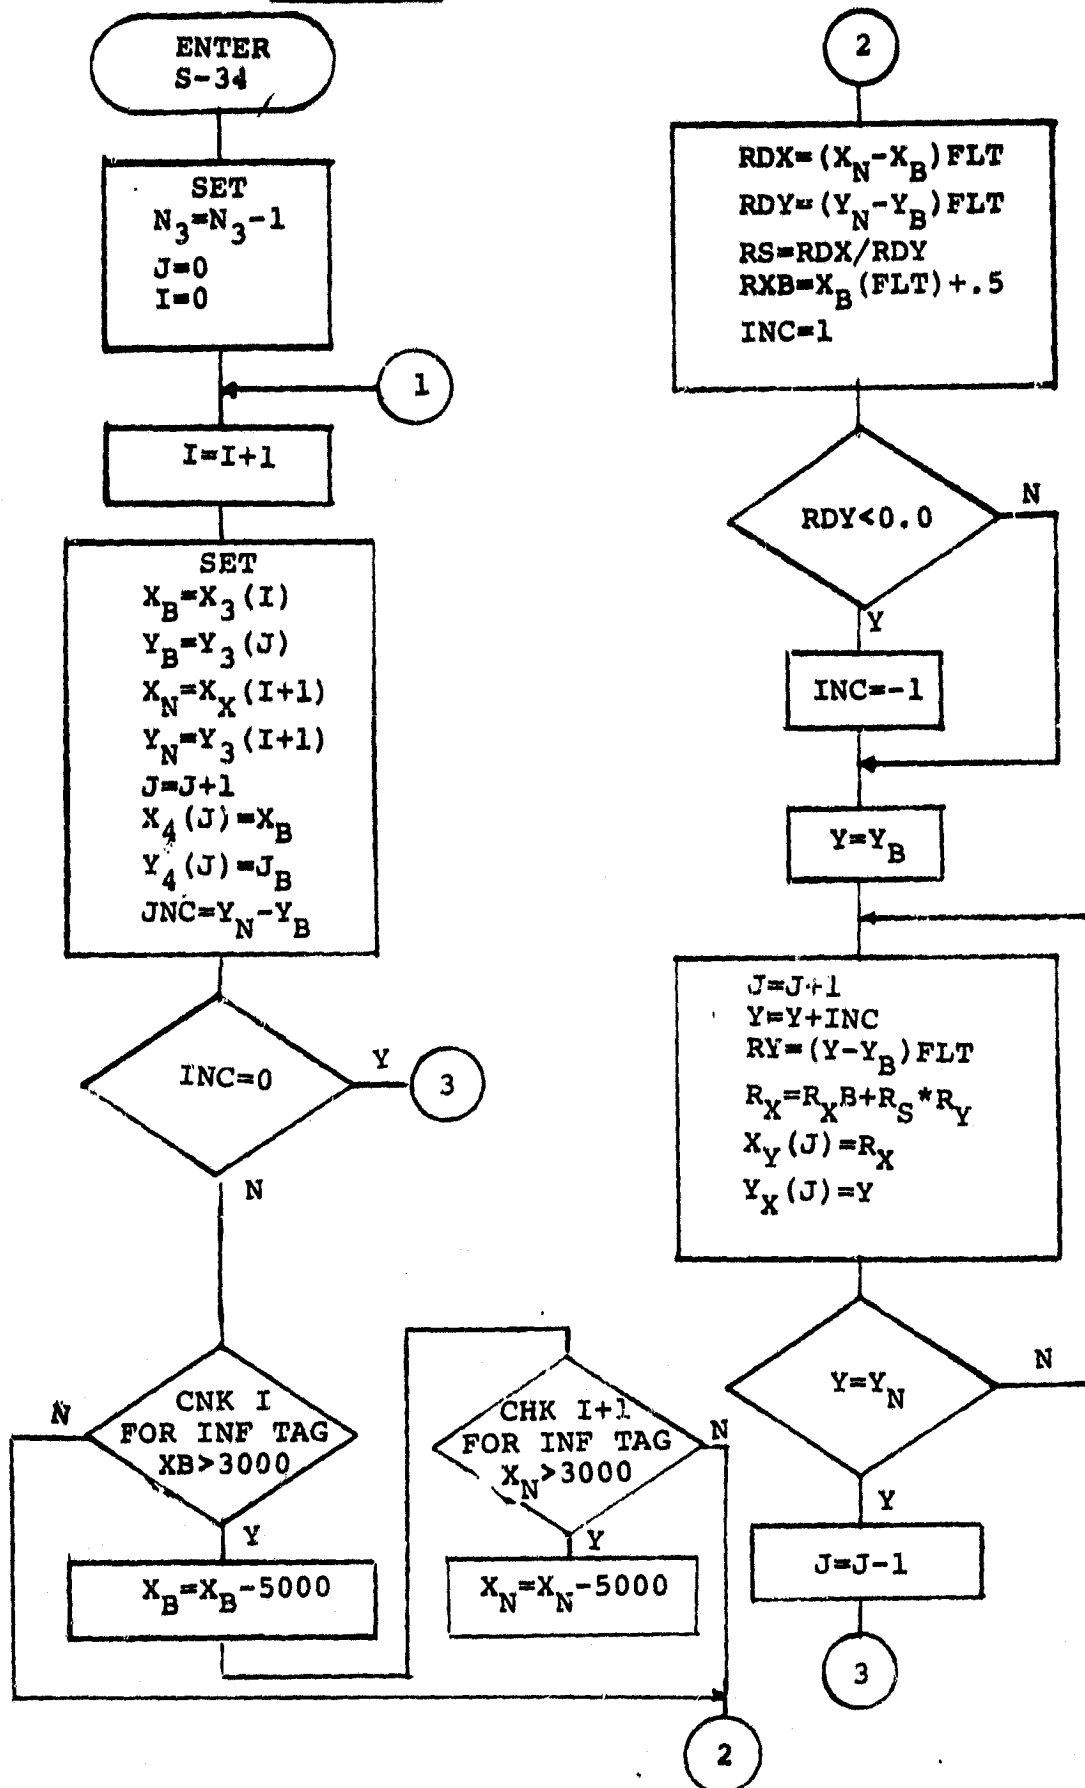 ENTER
S-34
SET
N3=N3-1
J=0
I=0
1
I=I+1
SET
XB=X3(I)
YB=Y3(J)
XN=XX(I+1)
YN=Y3(I+1)
J=J+1
X4(J)=XB
Y4(J)=JB
JNC=YN-YB
INC=0
Y
3
N
CNK I
FOR INF TAG
XB>3000
N
Y
XB=XB-5000
CHK I+1
FOR INF TAG
XN>3000
N
Y
XN=XN-5000
2
2
RDX=(XN-XB)FLT
RDY=(YN-YB)FLT
RS=RDX/RDY
RXB=XB(FLT)+.5
INC=1
RDY<0.0
N
Y
INC=-1
Y=YB
J=J+1
Y=Y+INC
RY=(Y-YB)FLT
RX=RXB+RS*RY
XY(J)=RX
YX(J)=Y
Y=YN
N
Y
J=J-1
3